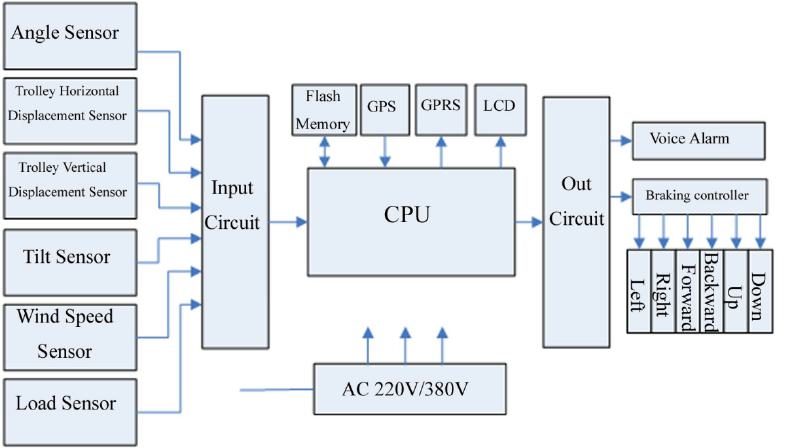 Angle Sensor
Trolley Horizontal
Displacement Sensor
Trolley Vertical
Displacement Sensor
Tilt Sensor
Wind Speed
Sensor
Load Sensor
Input
Circuit
Flash
Memory
GPS
GPRS
LCD
CPU
AC 220V/380V
Out
Circuit
Voice Alarm
Braking controller
Left
Right
Forward
Backward
Up
Down